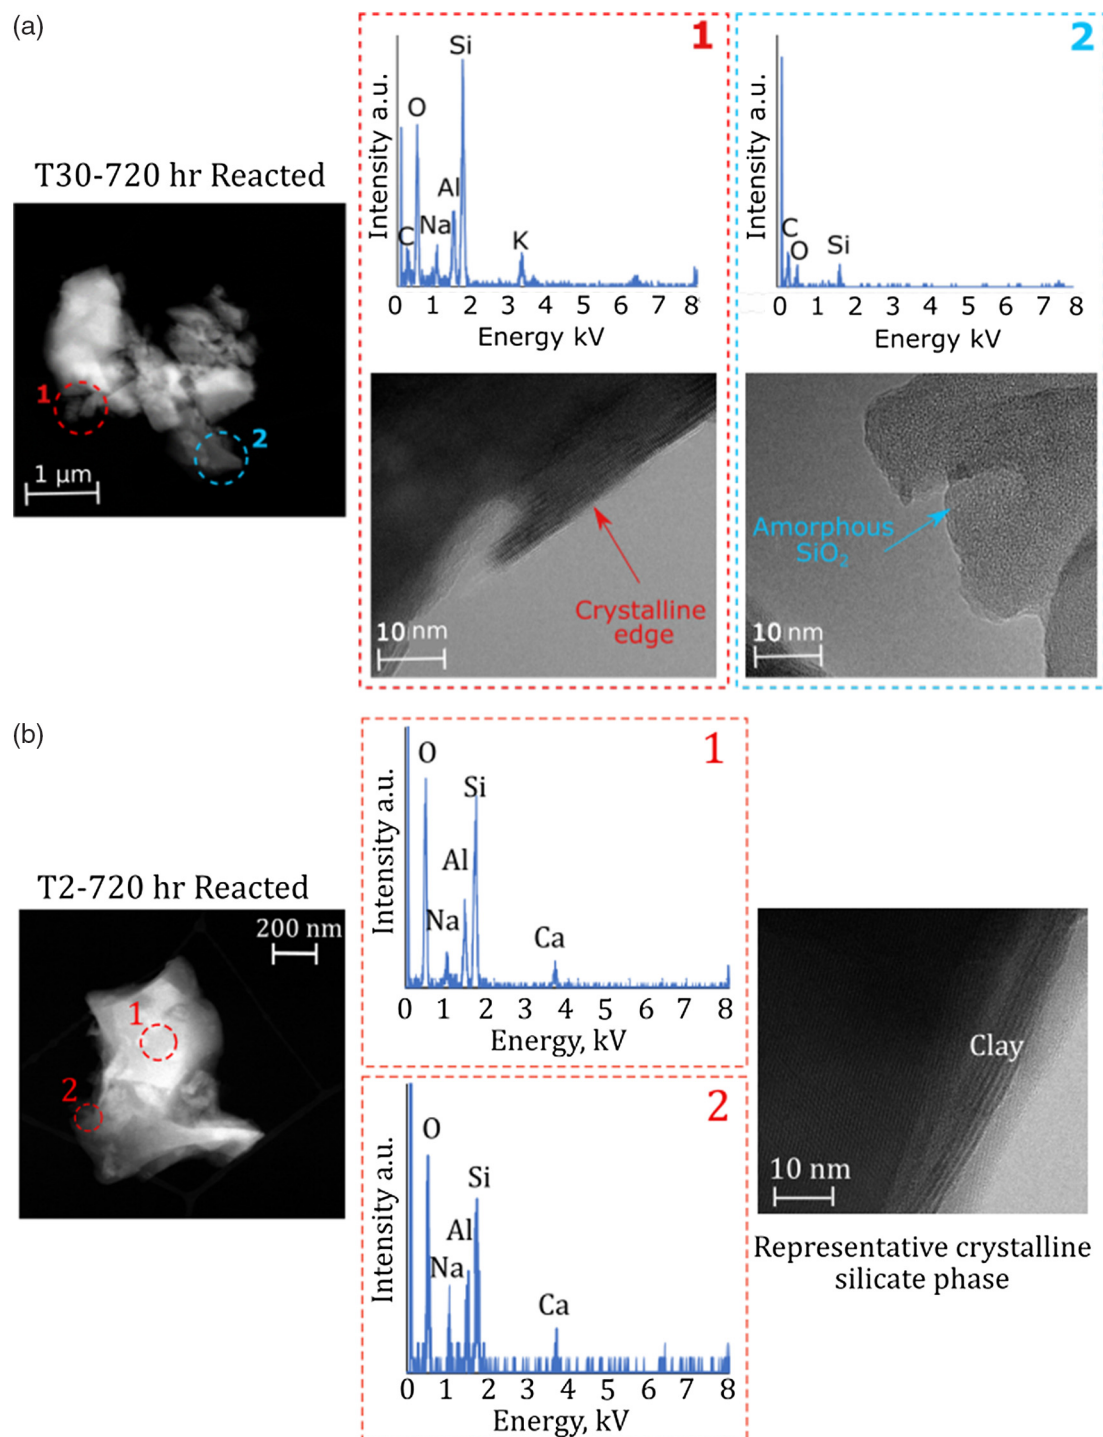 (a)
T30-720 hr Reacted
1
2
1 µm
1
Intensity a.u.
Si
O
Al
Na
C
K
0 1 2 3 4 5 6 7 8
Energy kV
Crystalline
edge
10 nm
2
Intensity a.u.
C
O
Si
0 1 2 3 4 5 6 7 8
Energy kV
Amorphous
SiO₂
10 nm
(b)
T2-720 hr Reacted
200 nm
1
2
1
Intensity a.u.
O
Si
Al
Na
Ca
0 1 2 3 4 5 6 7 8
Energy, kV
2
Intensity a.u.
O
Si
Al
Na
Ca
0 1 2 3 4 5 6 7 8
Energy, kV
Clay
10 nm
Representative crystalline
silicate phase